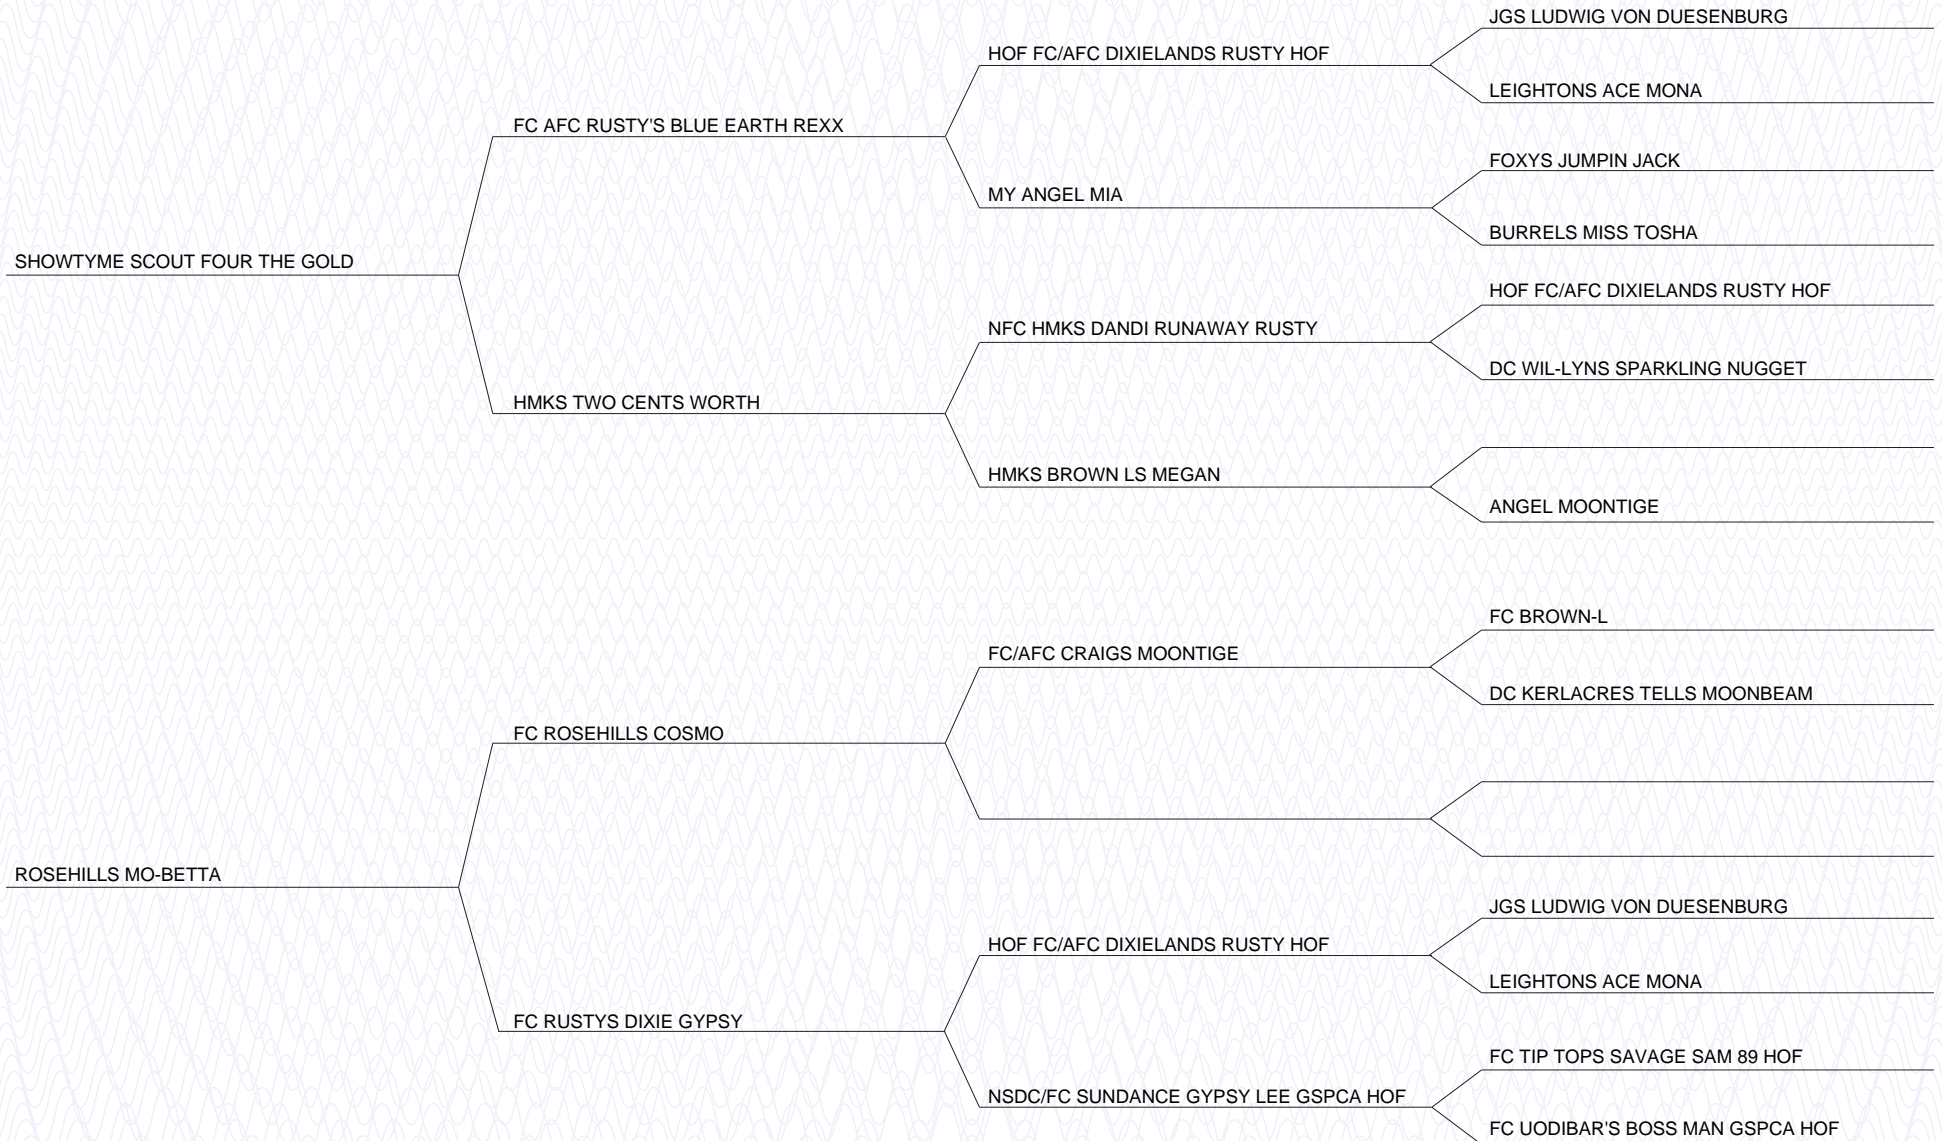 JGS LUDWIG VON DUESENBURG
HOF FC/AFC DIXIELANDS RUSTY HOF
LEIGHTONS ACE MONA
FC AFC RUSTY'S BLUE EARTH REXX
FOXYS JUMPIN JACK
MY ANGEL MIA
BURRELS MISS TOSHA
SHOWTYME SCOUT FOUR THE GOLD
HOF FC/AFC DIXIELANDS RUSTY HOF
NFC HMKS DANDI RUNAWAY RUSTY
DC WIL-LYNS SPARKLING NUGGET
HMKS TWO CENTS WORTH
HMKS BROWN LS MEGAN
ANGEL MOONTIGE
FC BROWN-L
FC/AFC CRAIGS MOONTIGE
DC KERLACRES TELLS MOONBEAM
FC ROSEHILLS COSMO
ROSEHILLS MO-BETTA
JGS LUDWIG VON DUESENBURG
HOF FC/AFC DIXIELANDS RUSTY HOF
LEIGHTONS ACE MONA
FC RUSTYS DIXIE GYPSY
FC TIP TOPS SAVAGE SAM 89 HOF
NSDC/FC SUNDANCE GYPSY LEE GSPCA HOF
FC UODIBAR'S BOSS MAN GSPCA HOF